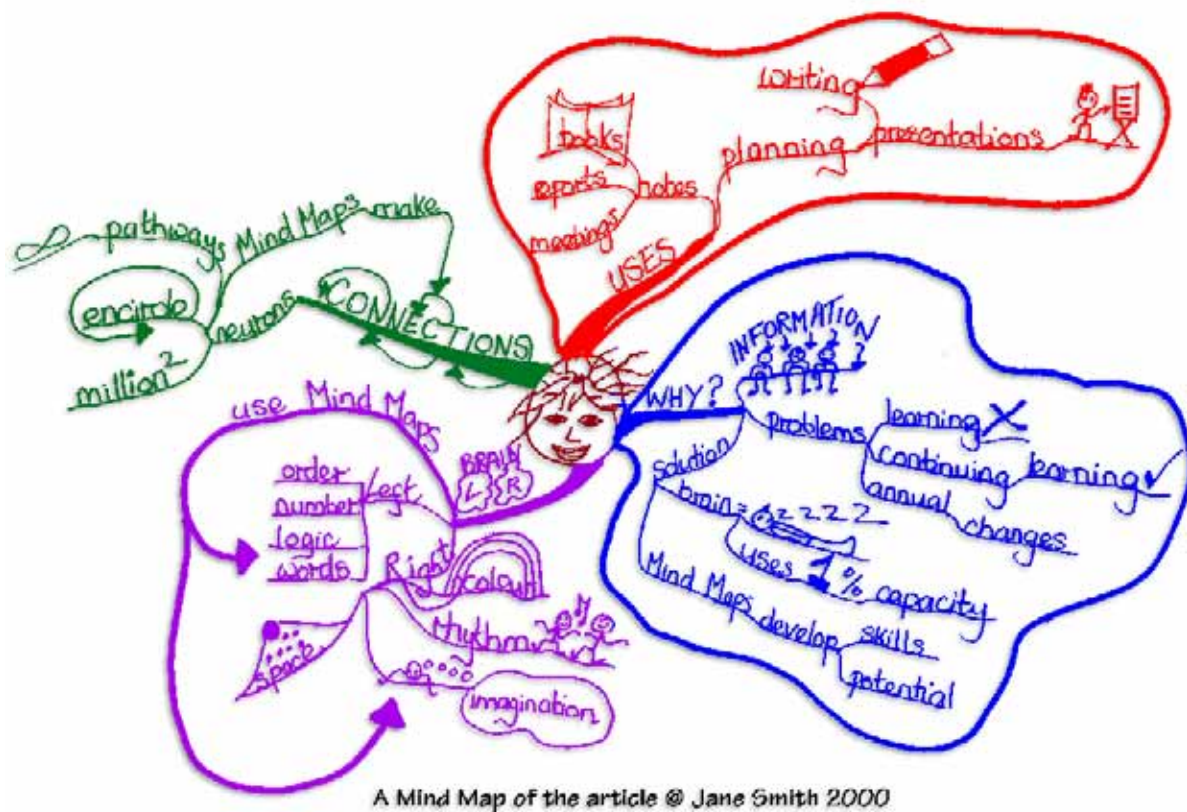 USES
notes
books
reports
meetings
planning
writing
presentations
WHY?
INFORMATION
problems
learning
continuing learning
annual changes
solution
brain = ZZZZZ
uses 1% capacity
Mind Maps develop
skills
potential
BRAIN
L R
Left
order
number
logic
words
Right
colour
rhythm
imagination
space
use Mind Maps
CONNECTIONS
neurons
million²
encircle
pathways
Mind Maps make
A Mind Map of the article @ Jane Smith 2000